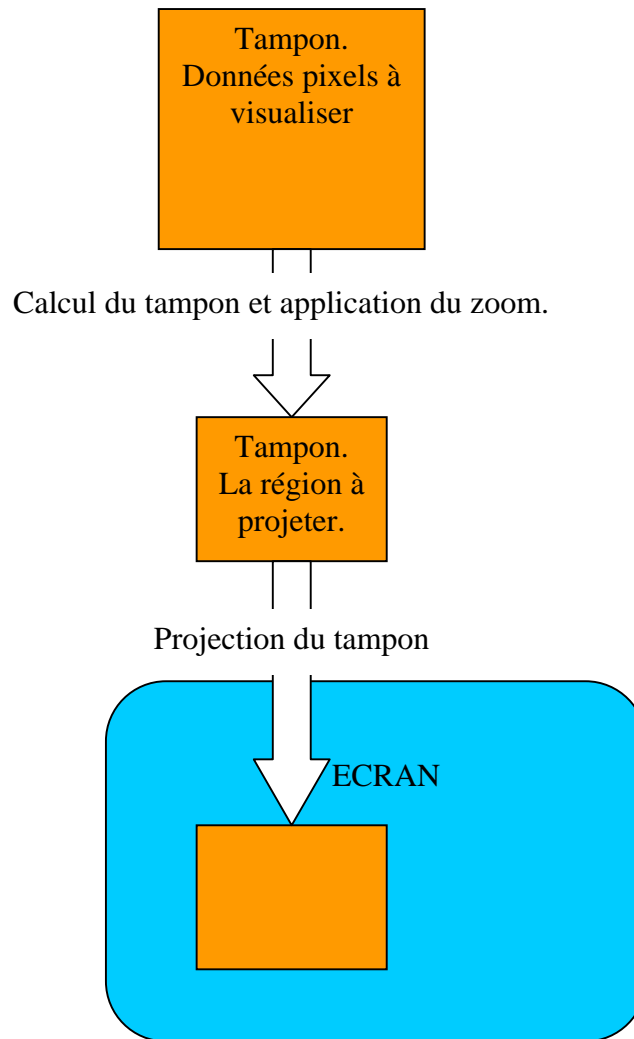 Tampon.
Données pixels à
visualiser
Calcul du tampon et application du zoom.
Tampon.
La région à
projeter.
Projection du tampon
ECRAN